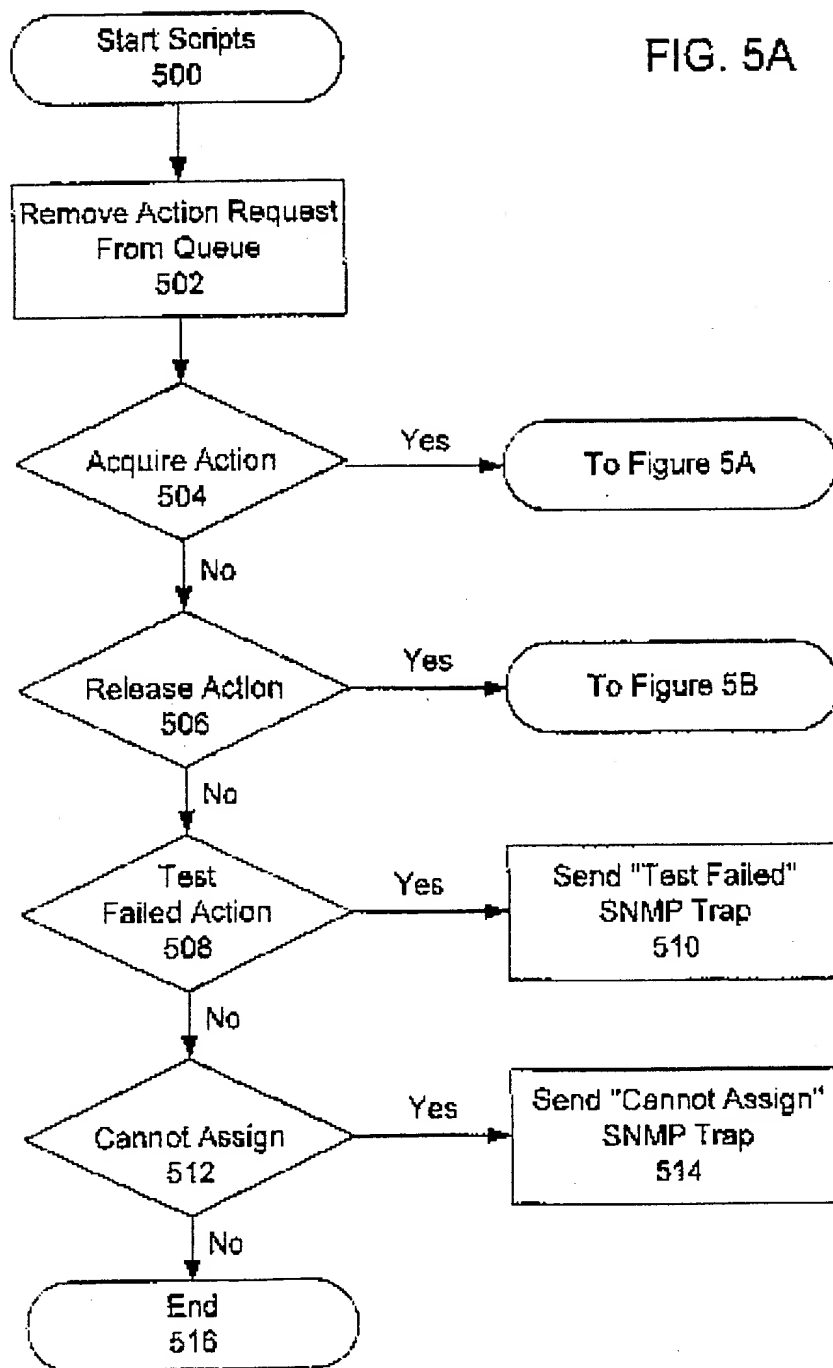 FIG. 5A
Start Scripts
500
Remove Action Request
From Queue
502
Acquire Action
504
Yes
To Figure 5A
No
Release Action
506
Yes
To Figure 5B
No
Test
Failed Action
508
Yes
Send "Test Failed"
SNMP Trap
510
No
Cannot Assign
512
Yes
Send "Cannot Assign"
SNMP Trap
514
No
End
516